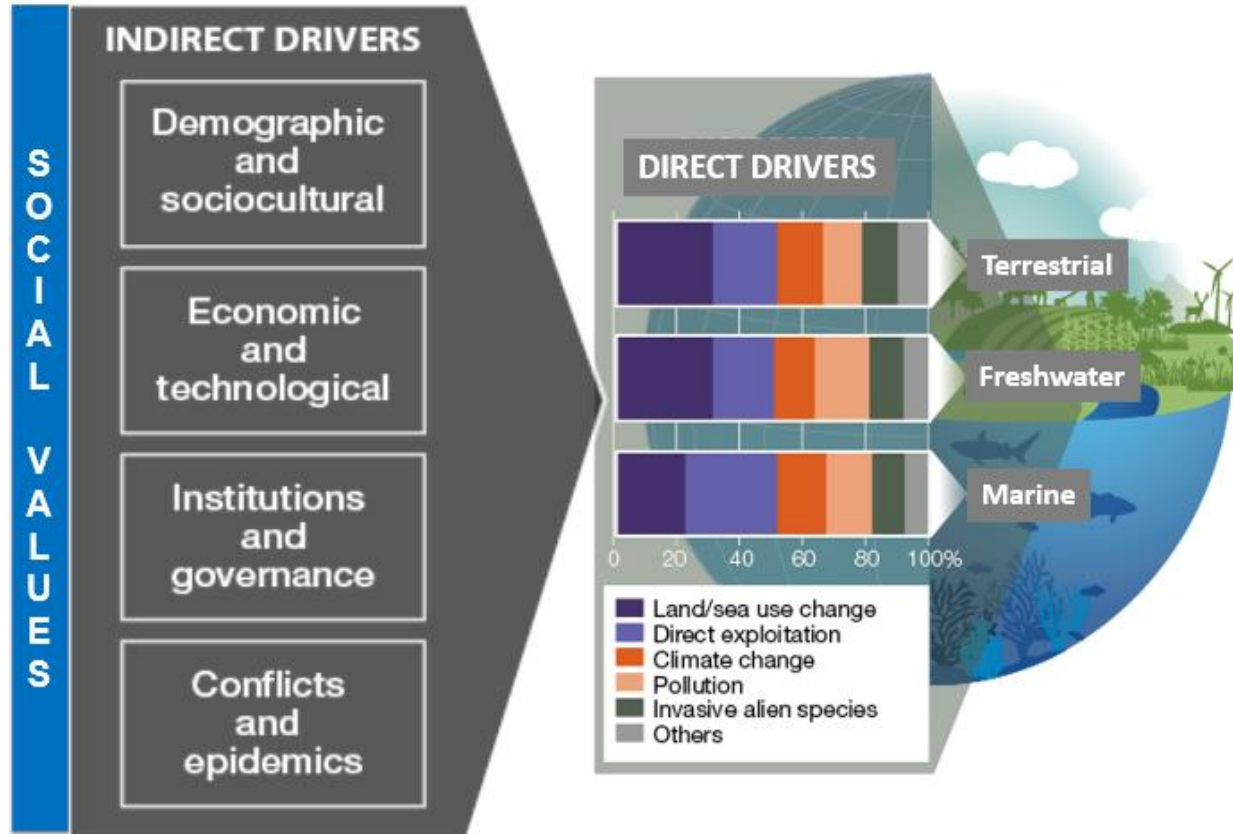 SOCIAL VALUES
INDIRECT DRIVERS
Demographic
and
sociocultural
Economic
and
technological
Institutions
and
governance
Conflicts
and
epidemics
DIRECT DRIVERS
Terrestrial
Freshwater
Marine
0 20 40 60 80 100%
Land/sea use change
Direct exploitation
Climate change
Pollution
Invasive alien species
Others